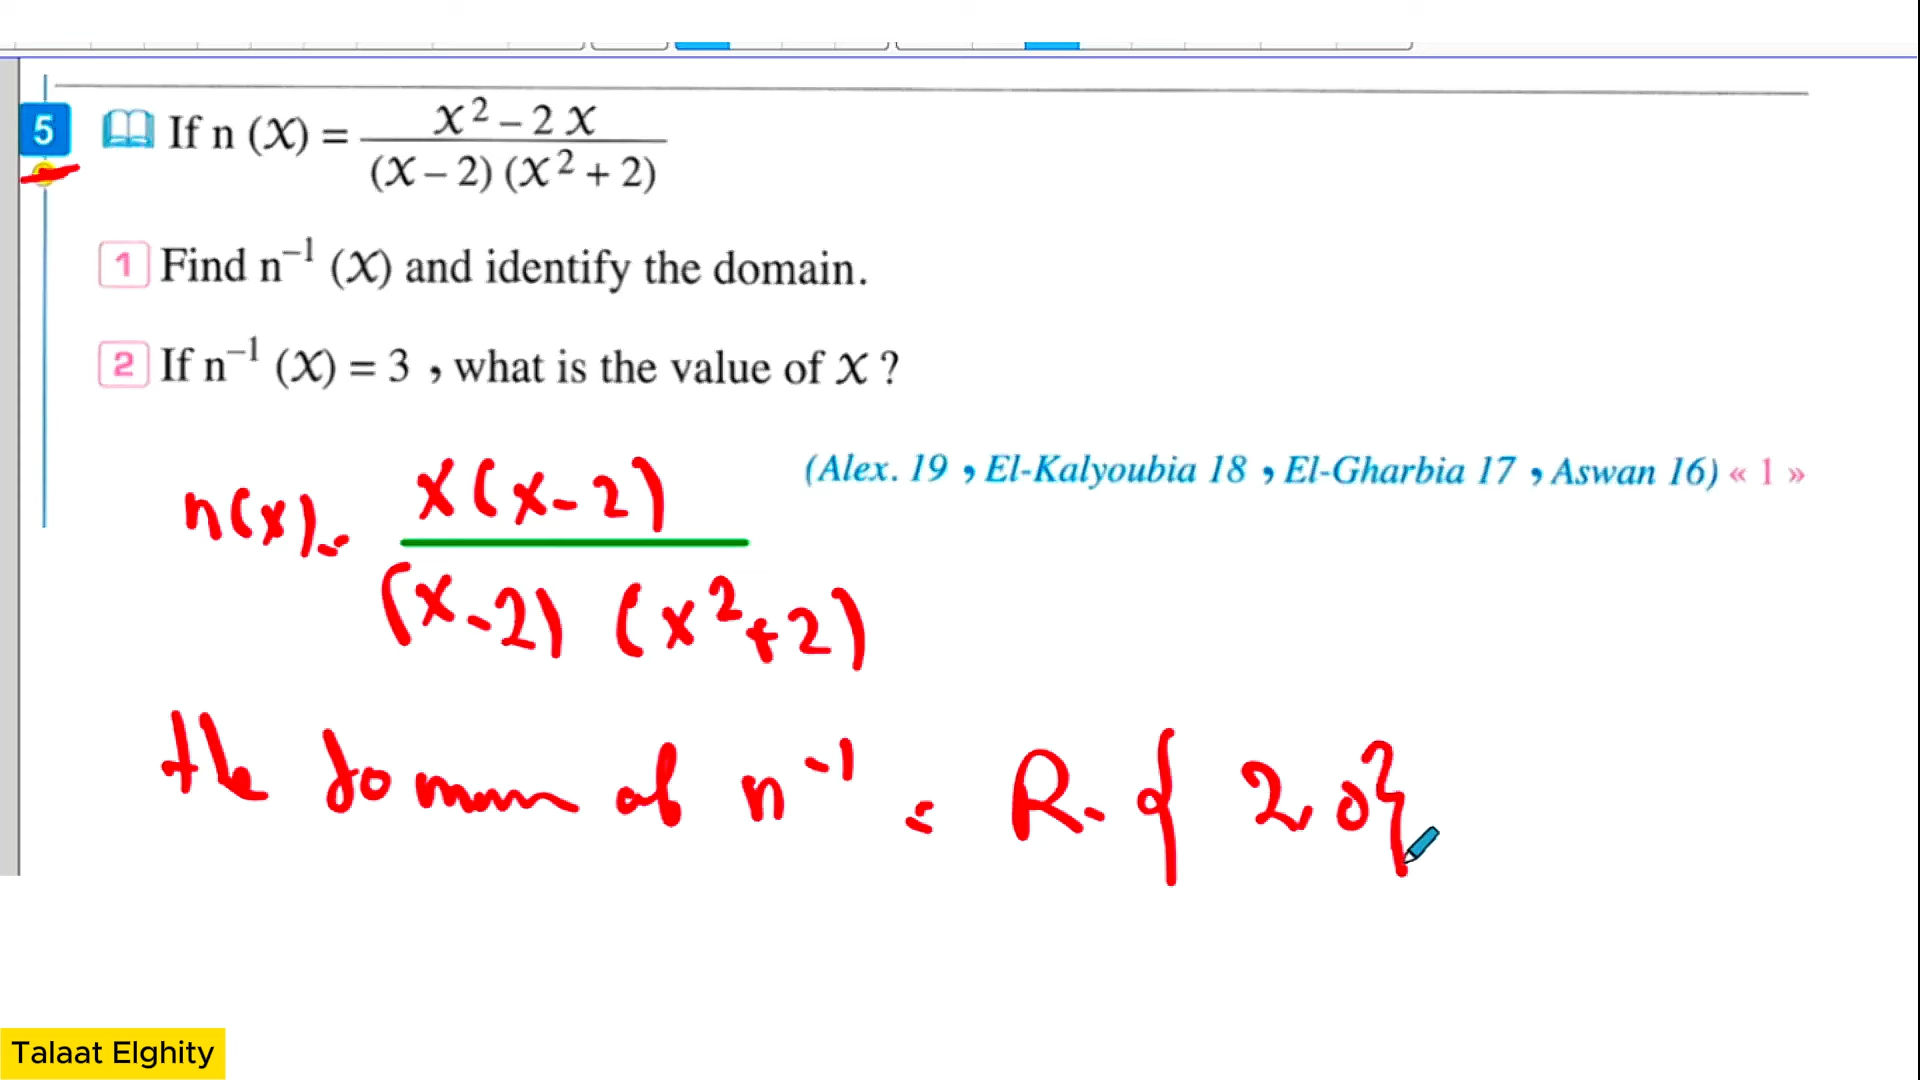 5 If n (X) = X² – 2 X / (X – 2) (X² + 2)
1 Find n⁻¹ (X) and identify the domain.
2 If n⁻¹ (X) = 3 , what is the value of X ?
(Alex. 19 , El-Kalyoubia 18 , El-Gharbia 17 , Aswan 16) « 1 »
n(x) = x(x-2) / (x-2) (x²+2)
the domain of n⁻¹ = R - { 2, 0}
Talaat Elghity